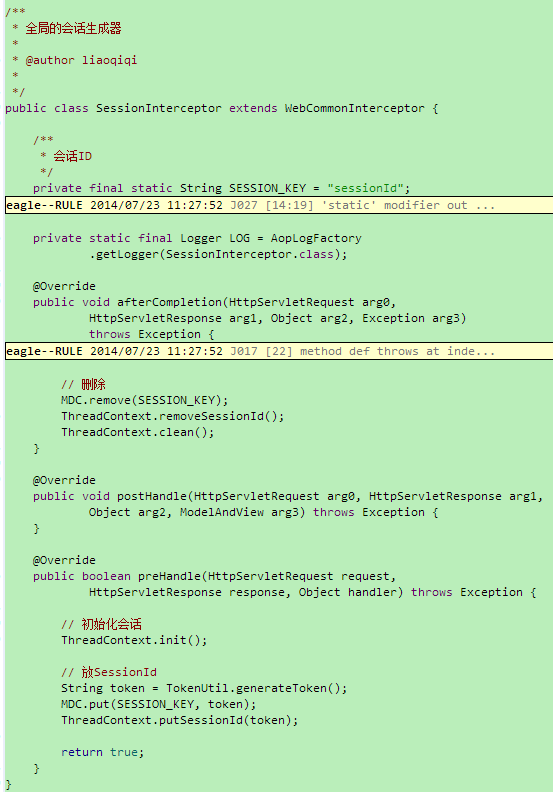 /**
 * 全局的会话生成器
 *
 * @author liaoqiqi
 *
 */
public class SessionInterceptor extends WebCommonInterceptor {
    /**
     * 会话ID
     */
    private final static String SESSION_KEY = "sessionId";
eagle--RULE 2014/07/23 11:27:52 J027 [14:19] 'static' modifier out ...
    private static final Logger LOG = AopLogFactory
            .getLogger(SessionInterceptor.class);
    @Override
    public void afterCompletion(HttpServletRequest arg0,
            HttpServletResponse arg1, Object arg2, Exception arg3)
            throws Exception {
eagle--RULE 2014/07/23 11:27:52 J017 [22] method def throws at inde...
        // 删除
        MDC.remove(SESSION_KEY);
        ThreadContext.removeSessionId();
        ThreadContext.clean();
    }
    @Override
    public void postHandle(HttpServletRequest arg0, HttpServletResponse arg1,
            Object arg2, ModelAndView arg3) throws Exception {
    }
    @Override
    public boolean preHandle(HttpServletRequest request,
            HttpServletResponse response, Object handler) throws Exception {
        // 初始化会话
        ThreadContext.init();
        // 放SessionId
        String token = TokenUtil.generateToken();
        MDC.put(SESSION_KEY, token);
        ThreadContext.putSessionId(token);
        return true;
    }
}